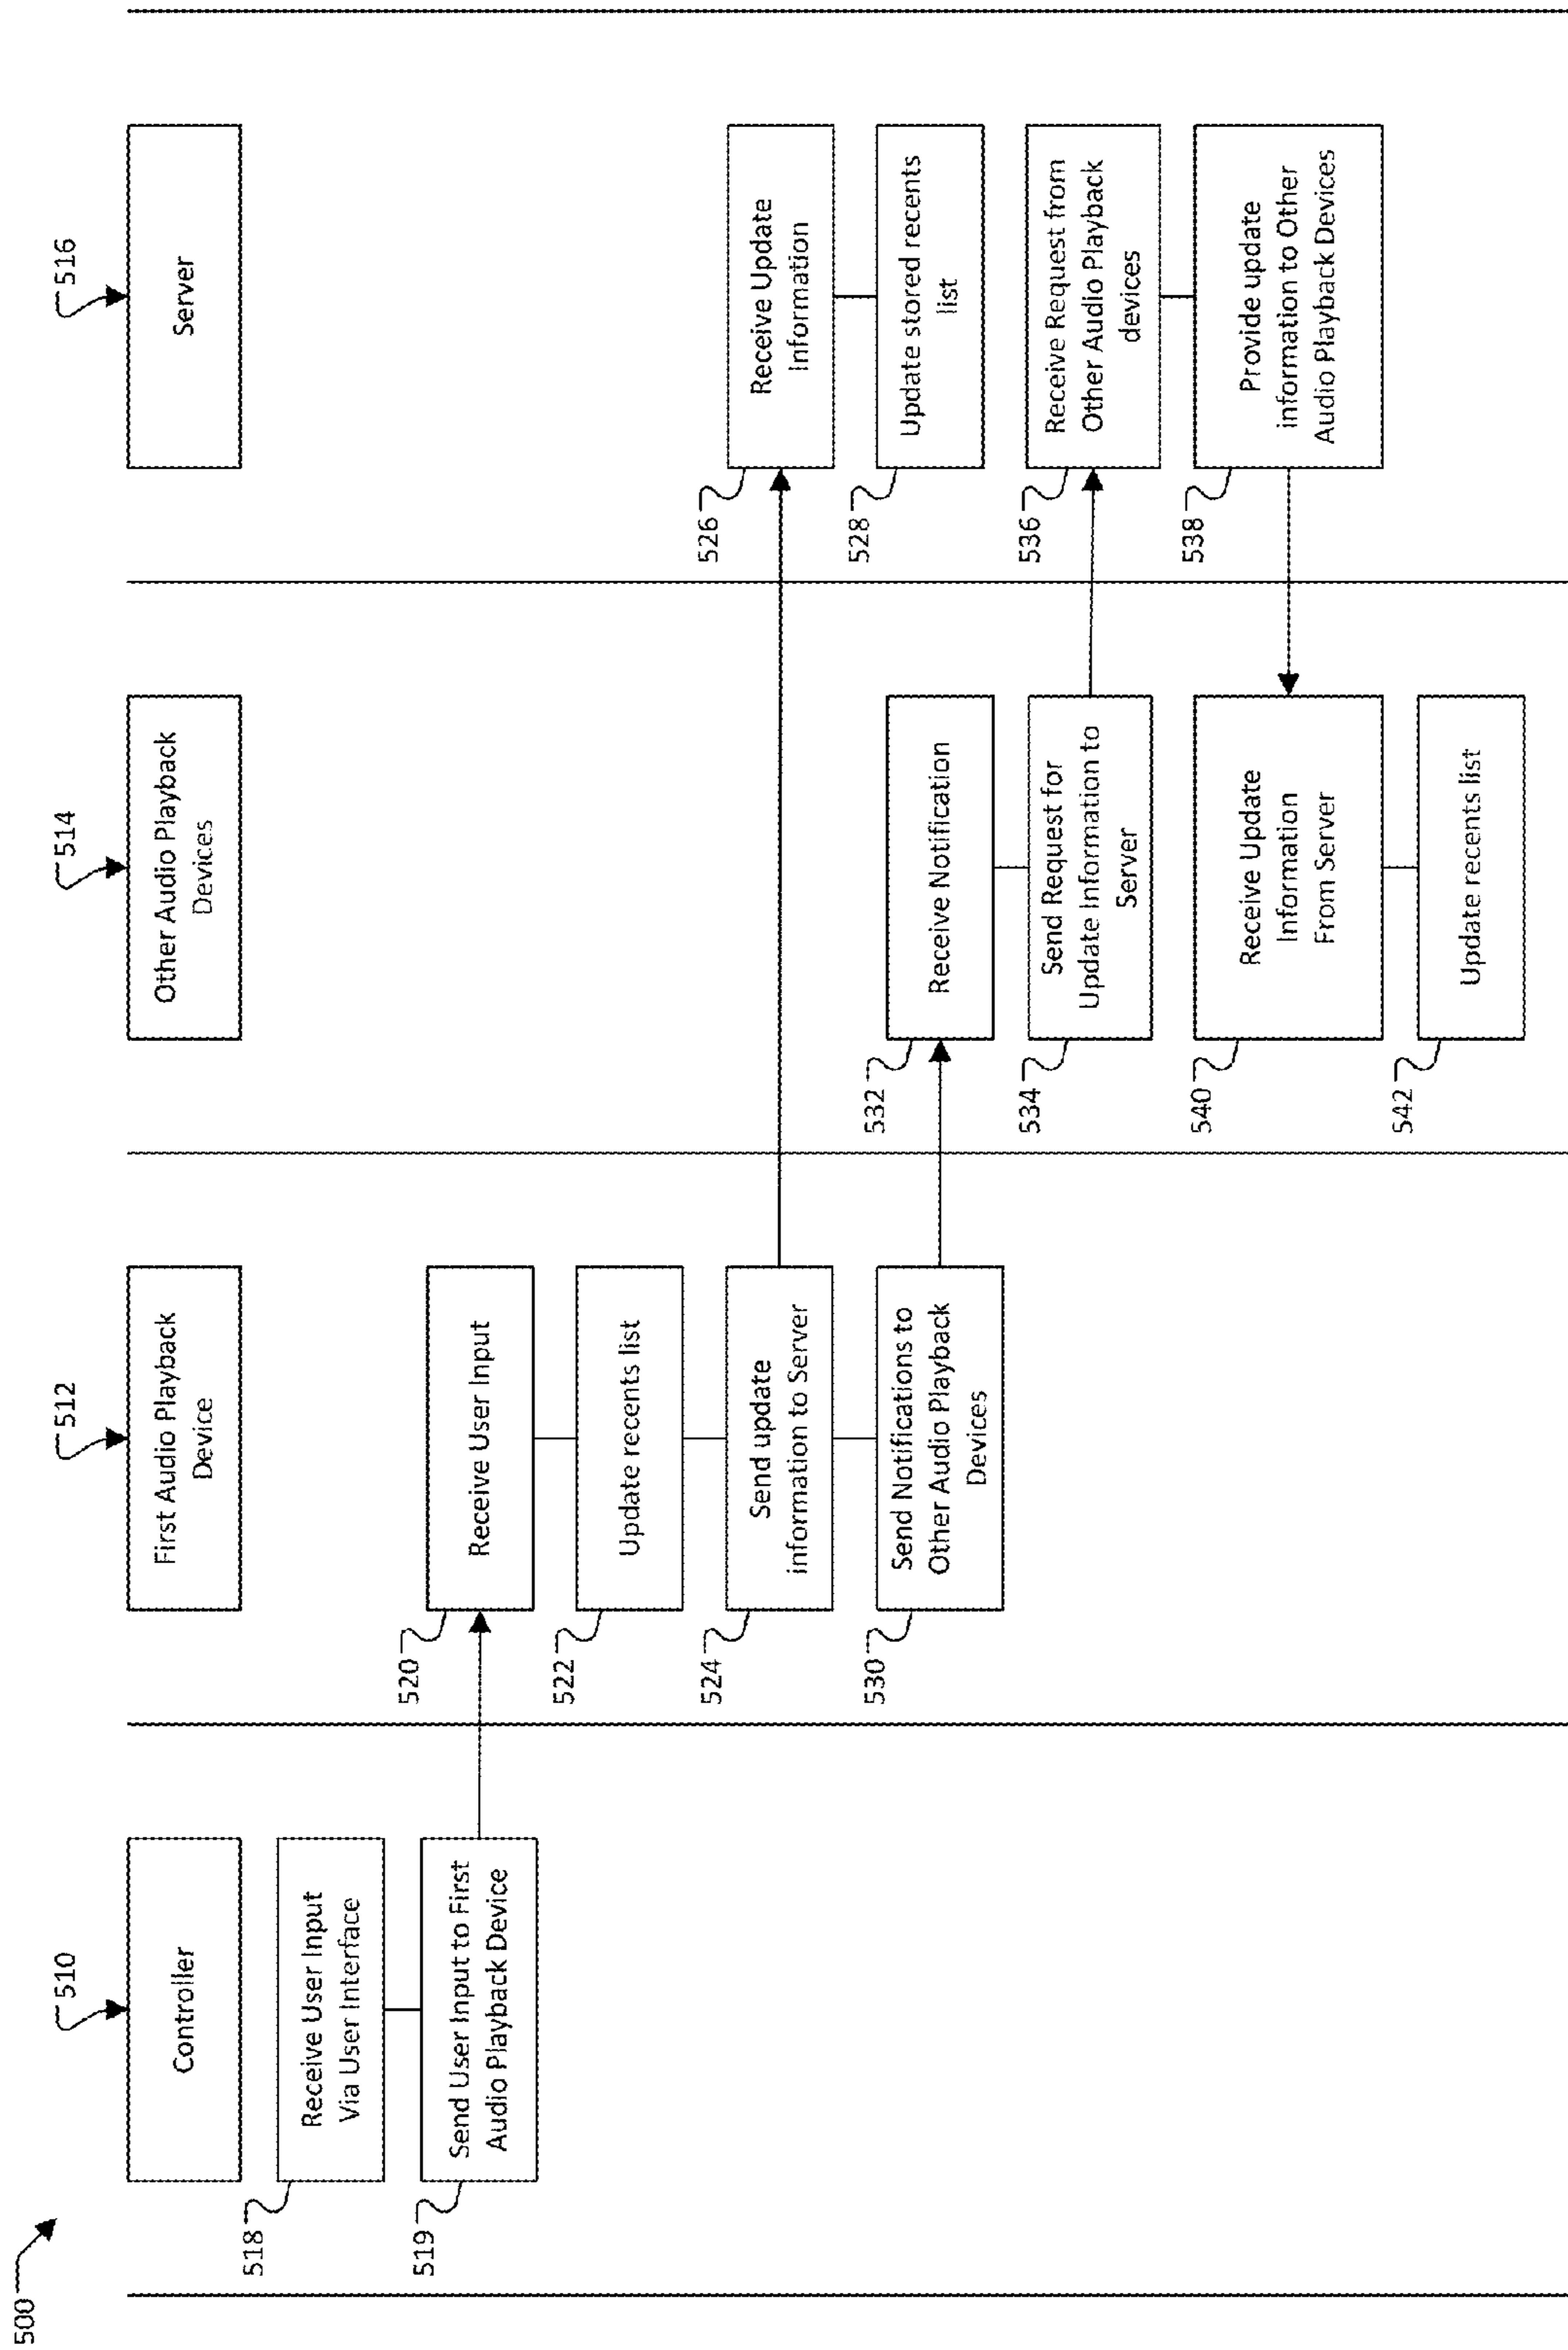 500
510
Controller
518
Receive User Input
Via User Interface
519
Send User Input to First
Audio Playback Device
512
First Audio Playback
Device
520
Receive User Input
522
Update recents list
524
Send update
information to Server
530
Send Notifications to
Other Audio Playback
Devices
514
Other Audio Playback
Devices
532
Receive Notification
534
Send Request for
Update Information to
Server
540
Receive Update
Information
From Server
542
Update recents list
516
Server
526
Receive Update
Information
528
Update stored recents
list
536
Receive Request from
Other Audio Playback
devices
538
Provide update
information to Other
Audio Playback Devices